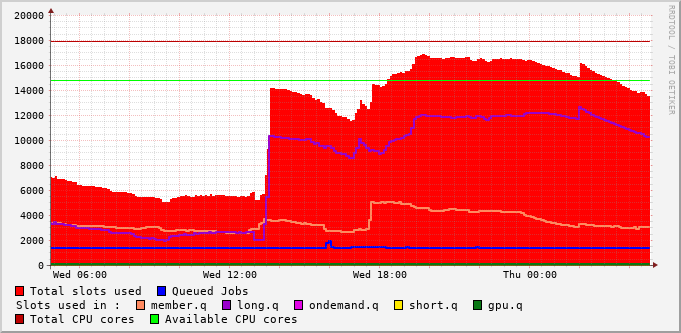 20000
18000
16000
14000
12000
10000
8000
6000
4000
2000
0
Wed 06:00 Wed 12:00 Wed 18:00 Thu 00:00
RRDTOOL / TOBI OETIKER
Total slots used Queued Jobs
Slots used in : member.q long.q ondemand.q short.q gpu.q
Total CPU cores Available CPU cores